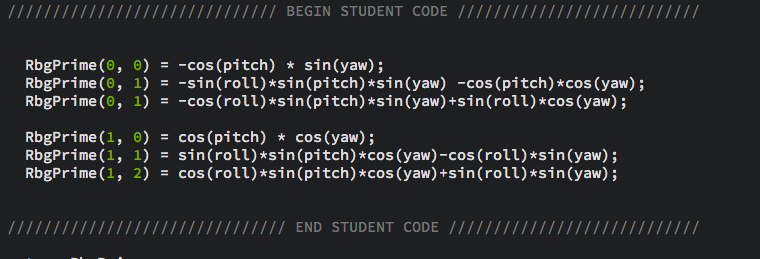 ////////////////////////////// BEGIN STUDENT CODE ///////////////////////////
RbgPrime(0, 0) = -cos(pitch) * sin(yaw);
RbgPrime(0, 1) = -sin(roll)*sin(pitch)*sin(yaw) -cos(pitch)*cos(yaw);
RbgPrime(0, 1) = -cos(roll)*sin(pitch)*sin(yaw)+sin(roll)*cos(yaw);
RbgPrime(1, 0) = cos(pitch) * cos(yaw);
RbgPrime(1, 1) = sin(roll)*sin(pitch)*cos(yaw)-cos(roll)*sin(yaw);
RbgPrime(1, 2) = cos(roll)*sin(pitch)*cos(yaw)+sin(roll)*sin(yaw);
/////////////////////////////// END STUDENT CODE ////////////////////////////